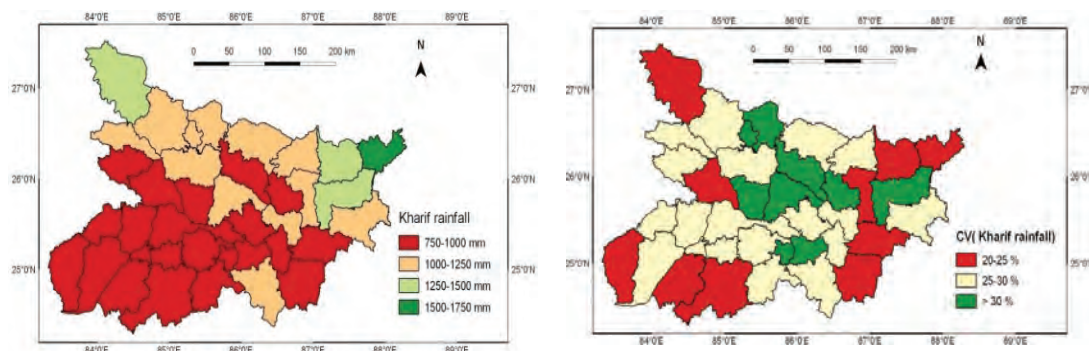 84°0'E 85°0'E 86°0'E 87°0'E 88°0'E
0 50 100 150 200 km
N
27°0'N 27°0'N
26°0'N 26°0'N
25°0'N 25°0'N
Kharif rainfall
750-1000 mm
1000-1250 mm
1250-1500 mm
1500-1750 mm
84°0'E 85°0'E 86°0'E 87°0'E 88°0'E
84°0'E 85°0'E 86°0'E 87°0'E 88°0'E 89°0'E
0 50 100 150 200 km
N
27°0'N 27°0'N
26°0'N 26°0'N
25°0'N 25°0'N
CV( Kharif rainfall)
20-25 %
25-30 %
> 30 %
84°0'E 85°0'E 86°0'E 87°0'E 88°0'E 89°0'E